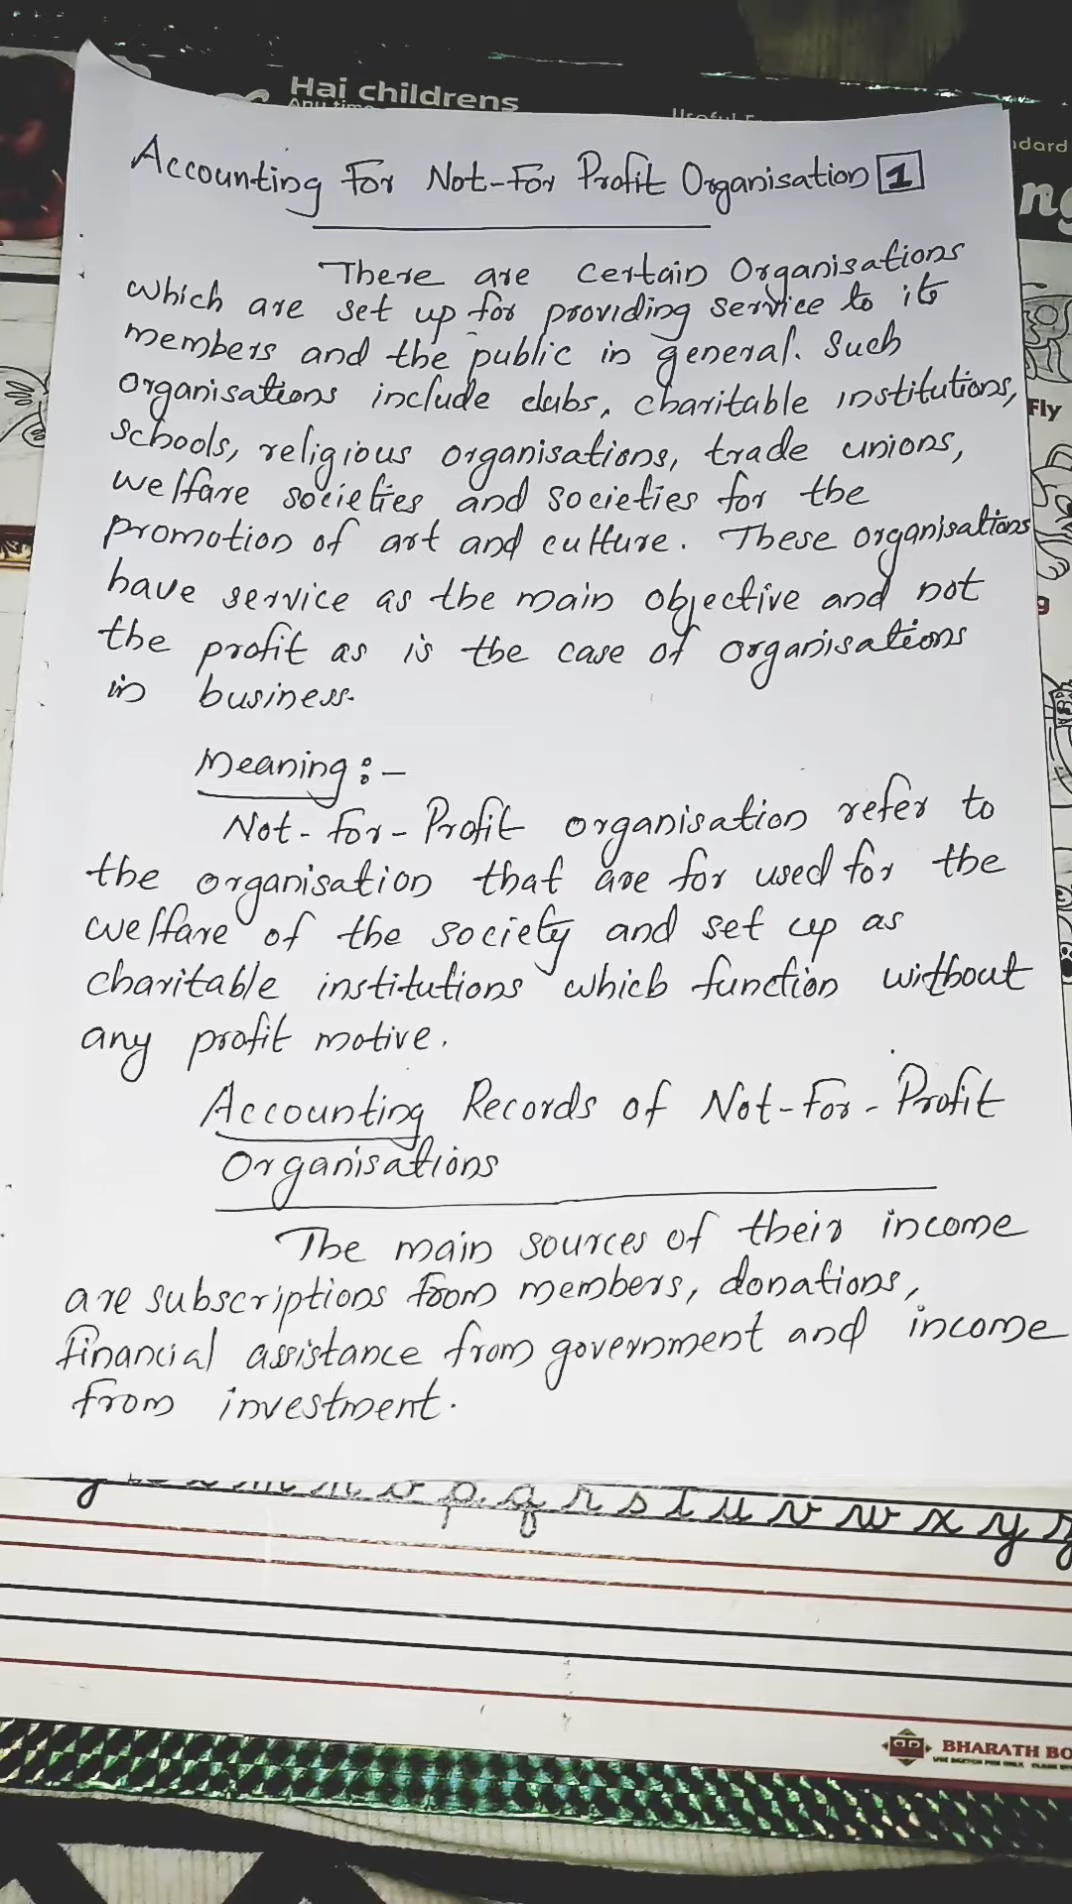 Hai childrens
Any time
Useful
ndard
Accounting For Not-For Profit Organisation 1
There are certain Organisations
which are set up for providing service to its
members and the public in general. Such
organisations include clubs, charitable institutions,
schools, religious organisations, trade unions,
welfare societies and societies for the
promotion of art and culture. These organisations
have service as the main objective and not
the profit as is the case of organisations
in business.
Meaning :-
Not-for-Profit organisation refer to
the organisation that are for used for the
welfare of the society and set up as
charitable institutions which function without
any profit motive.
Accounting Records of Not-For-Profit
Organisations
The main sources of their income
are subscriptions from members, donations,
financial assistance from government and income
from investment.
Fly
o p q r s t u v w x y z
BHARATH BO